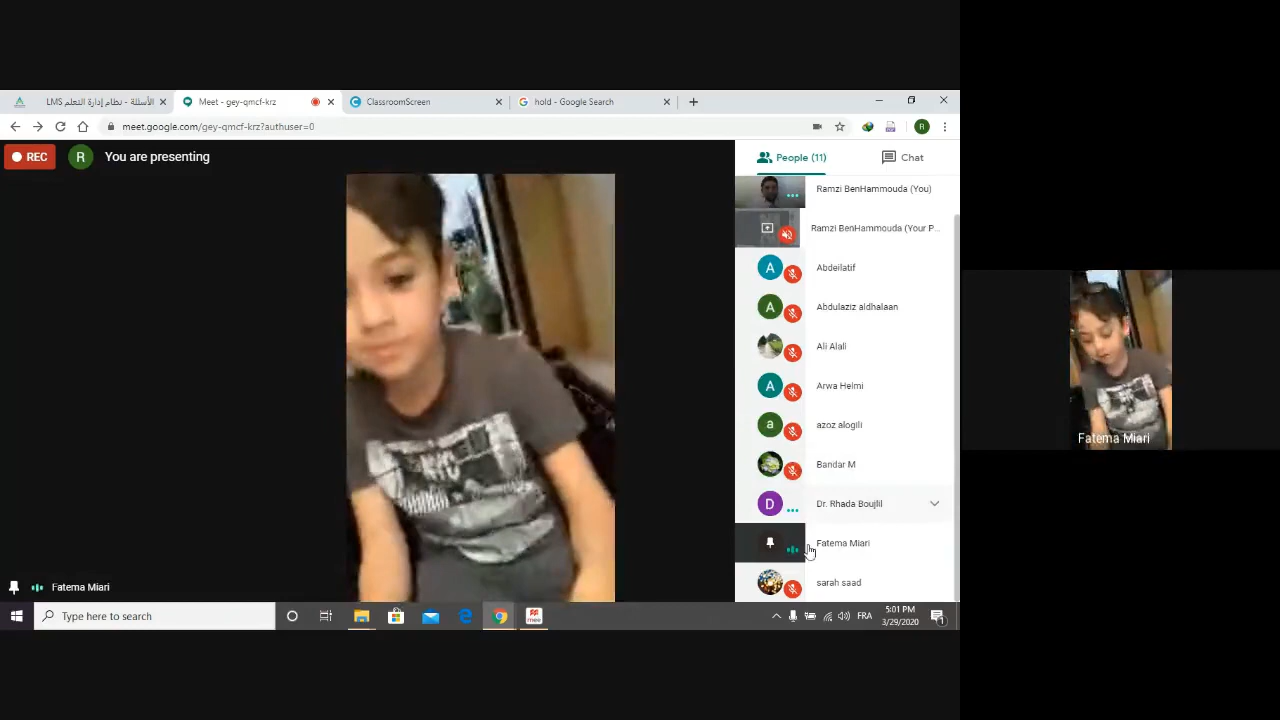 الأسئلة - نظام إدارة التعلم LMS
Meet - gey-qmcf-krz
ClassroomScreen
hold - Google Search
meet.google.com/gey-qmcf-krz?authuser=0
R
REC
R
You are presenting
People (11)
Chat
Ramzi BenHammouda (You)
Ramzi BenHammouda (Your P...
A
Abdeilatif
A
Abdulaziz aldhalaan
Ali Alali
A
Arwa Helmi
a
azoz alogili
Bandar M
D
Dr. Rhada Boujlil
Fatema Miari
sarah saad
Fatema Miari
Fatema Miari
Type here to search
FRA
5:01 PM
3/29/2020
1